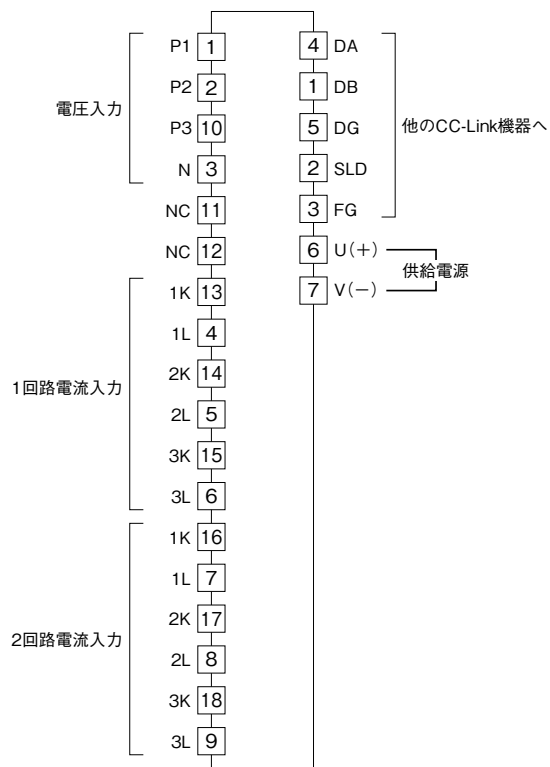 電圧入力
P1 1
P2 2
P3 10
N 3
NC 11
NC 12
1回路電流入力
1K 13
1L 4
2K 14
2L 5
3K 15
3L 6
2回路電流入力
1K 16
1L 7
2K 17
2L 8
3K 18
3L 9
4 DA
1 DB
5 DG
2 SLD
3 FG
他のCC-Link機器へ
6 U(+)
7 V(−)
供給電源